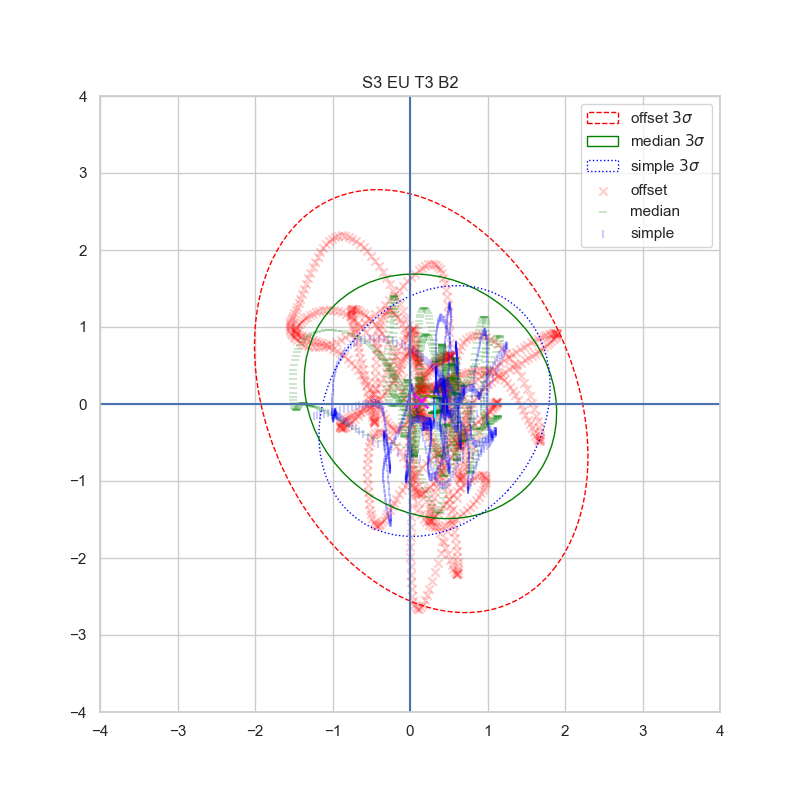 S3 EU T3 B2
offset 3σ
median 3σ
simple 3σ
offset
median
simple
4
3
2
1
0
−1
−2
−3
−4
−4 −3 −2 −1 0 1 2 3 4